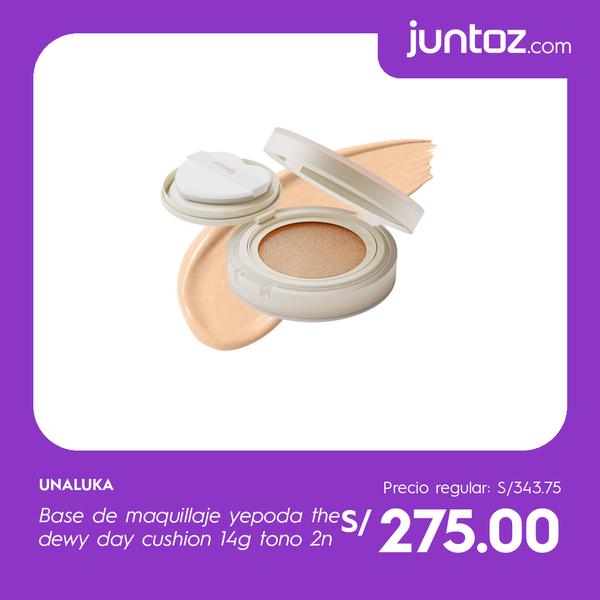 juntoz.com
yepoda
UNALUKA
Base de maquillaje yepoda the
dewy day cushion 14g tono 2n
Precio regular: S/343.75
S/ 275.00